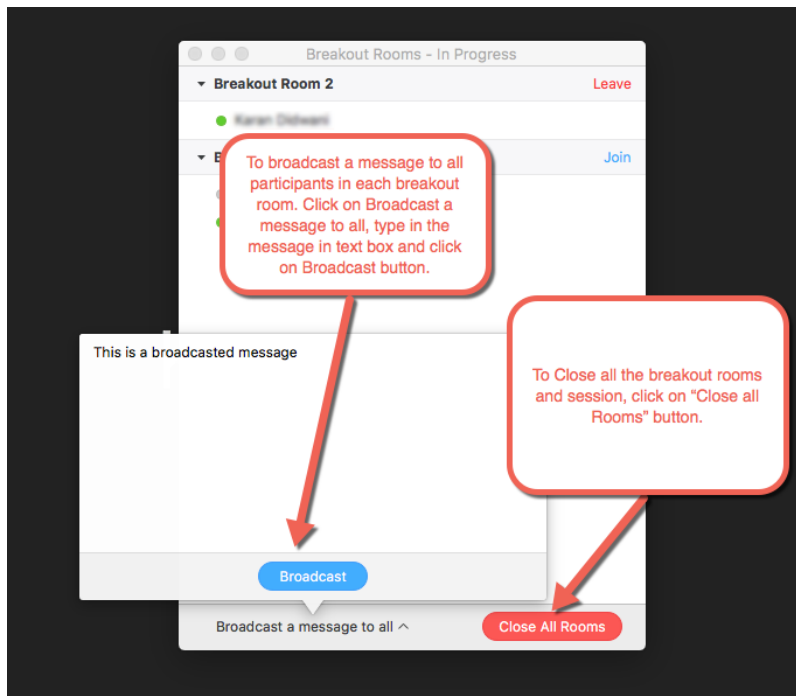 Breakout Rooms - In Progress
Breakout Room 2
Leave
B
Join
To broadcast a message to all
participants in each breakout
room. Click on Broadcast a
message to all, type in the
message in text box and click
on Broadcast button.
This is a broadcasted message
To Close all the breakout rooms
and session, click on “Close all
Rooms” button.
Broadcast
Broadcast a message to all
Close All Rooms